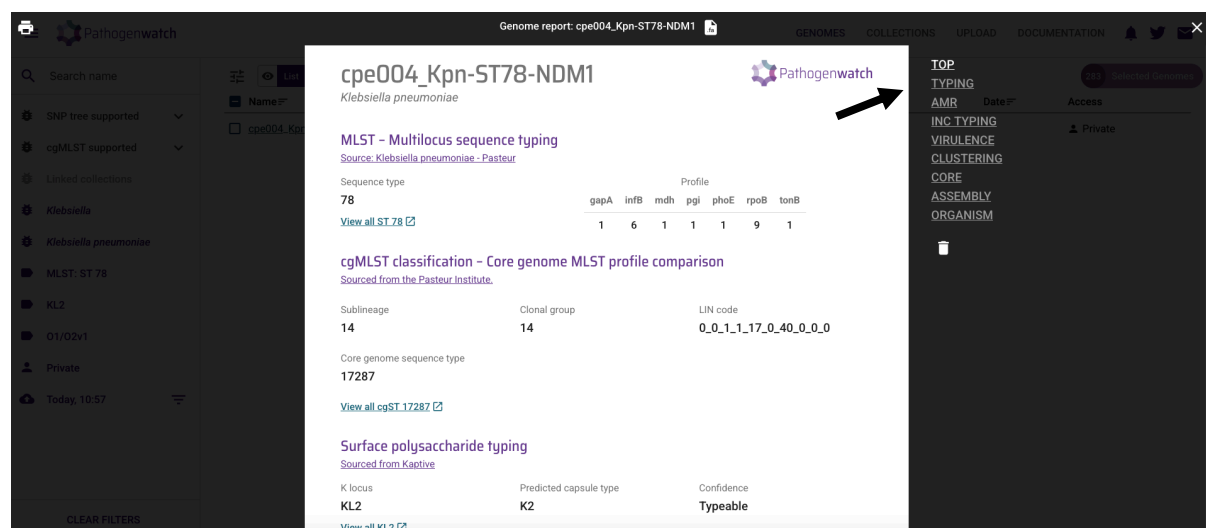 Genome report: cpe004_Kpn-ST78-NDM1 .fa
Pathogenwatch
GENOMES COLLECTIONS UPLOAD DOCUMENTATION
Search name
List
293 Selected Genomes
Name
Date
Access
cpe004_Kpn
Private
SNP tree supported
cgMLST supported
Linked collections
Klebsiella
Klebsiella pneumoniae
MLST: ST 78
KL2
O1/O2v1
Private
Today, 10:57
CLEAR FILTERS
cpe004_Kpn-ST78-NDM1
Klebsiella pneumoniae
Pathogenwatch
MLST – Multilocus sequence typing
Source: Klebsiella pneumoniae - Pasteur
Sequence type
78
View all ST 78
Profile
gapA infB mdh pgi phoE rpoB tonB
1 6 1 1 1 9 1
cgMLST classification – Core genome MLST profile comparison
Sourced from the Pasteur Institute.
Sublineage Clonal group LIN code
14 14 0_0_1_1_17_0_40_0_0_0
Core genome sequence type
17287
View all cgST 17287
Surface polysaccharide typing
Sourced from Kaptive
K locus Predicted capsule type Confidence
KL2 K2 Typeable
View all KL2
TOP
TYPING
AMR
INC TYPING
VIRULENCE
CLUSTERING
CORE
ASSEMBLY
ORGANISM